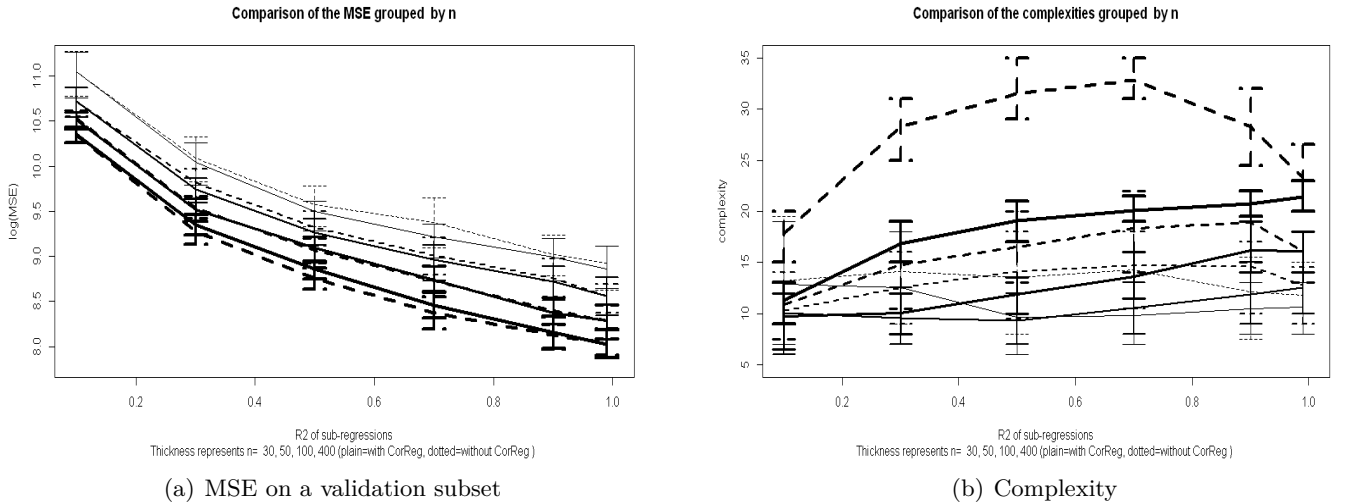 Comparison of the MSE grouped by n
log(MSE)
11.0
10.5
10.0
9.5
9.0
8.5
8.0
0.2 0.4 0.6 0.8 1.0
R2 of sub-regressions
Thickness represents n= 30, 50, 100, 400 (plain=with CorReg, dotted=without CorReg )
(a) MSE on a validation subset
Comparison of the complexities grouped by n
complexity
35
30
25
20
15
10
5
0.2 0.4 0.6 0.8 1.0
R2 of sub-regressions
Thickness represents n= 30, 50, 100, 400 (plain=with CorReg, dotted=without CorReg )
(b) Complexity